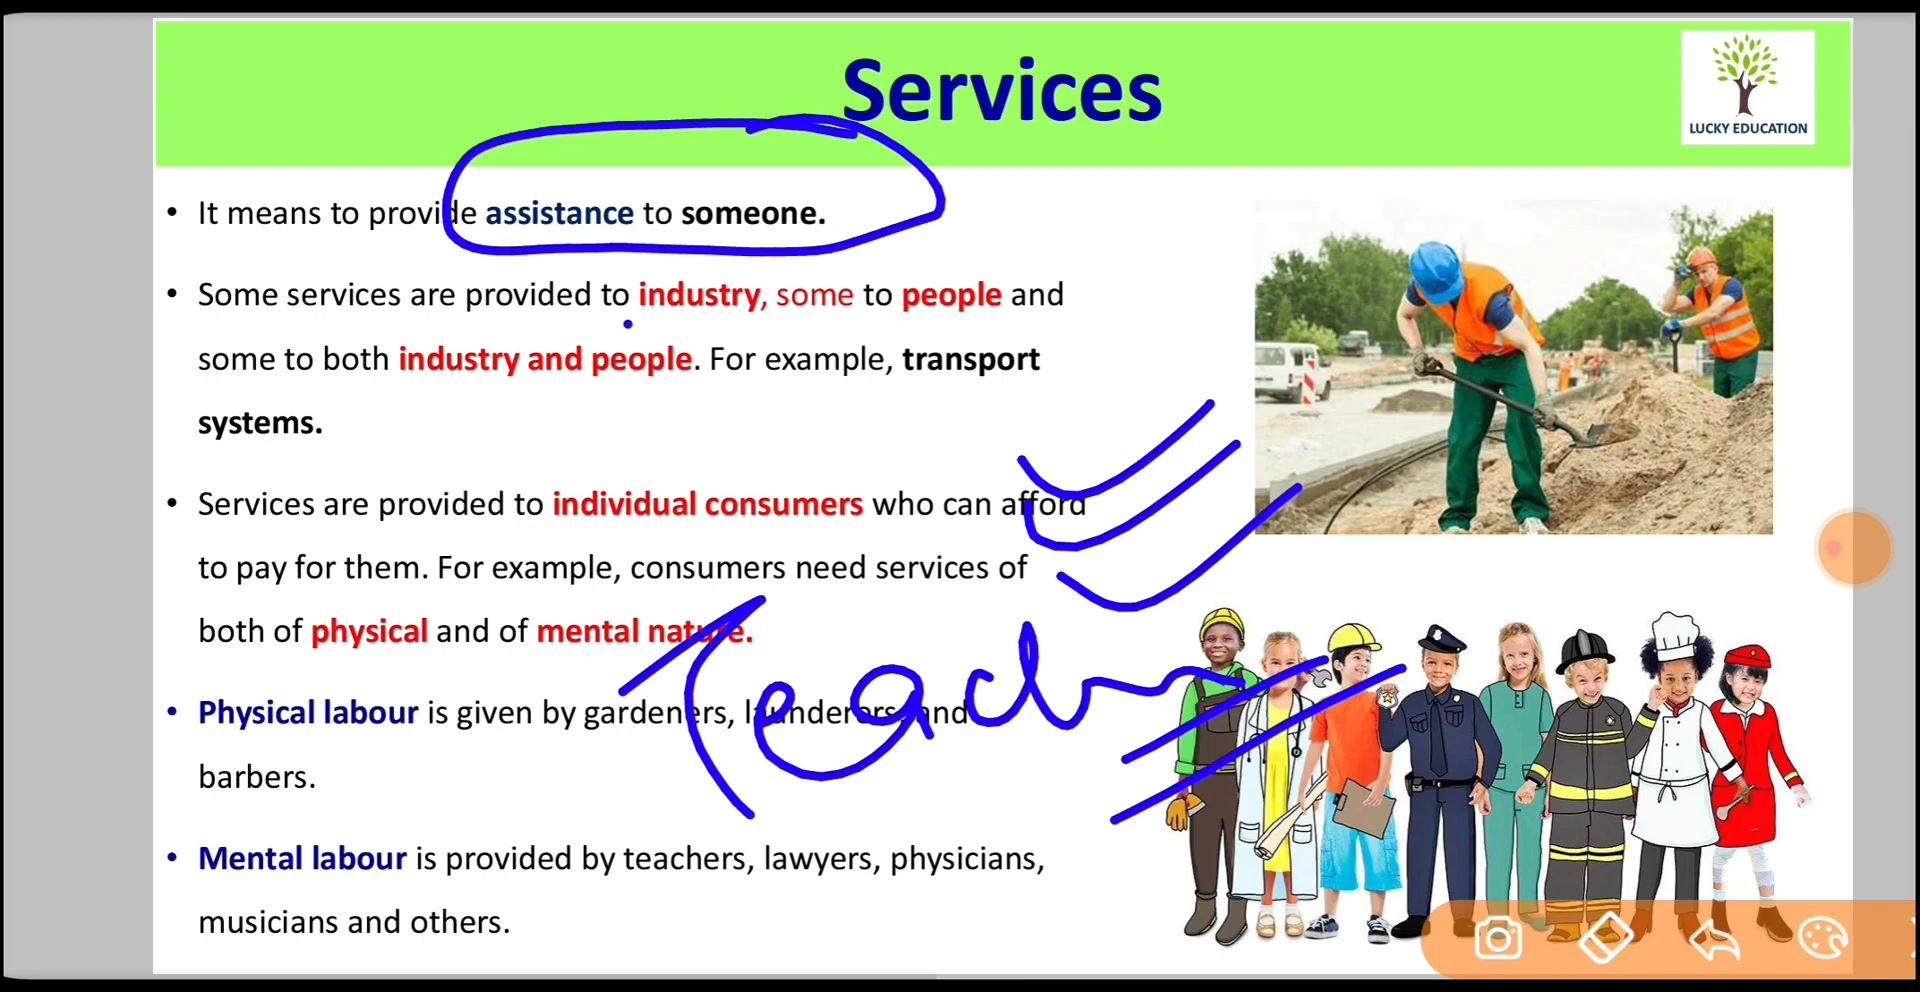 Services
LUCKY EDUCATION
• It means to provide assistance to someone.
• Some services are provided to industry, some to people and
some to both industry and people. For example, transport
systems.
• Services are provided to individual consumers who can afford
to pay for them. For example, consumers need services of
both of physical and of mental nature.
• Physical labour is given by gardeners, launderers, and
barbers.
• Mental labour is provided by teachers, lawyers, physicians,
musicians and others.